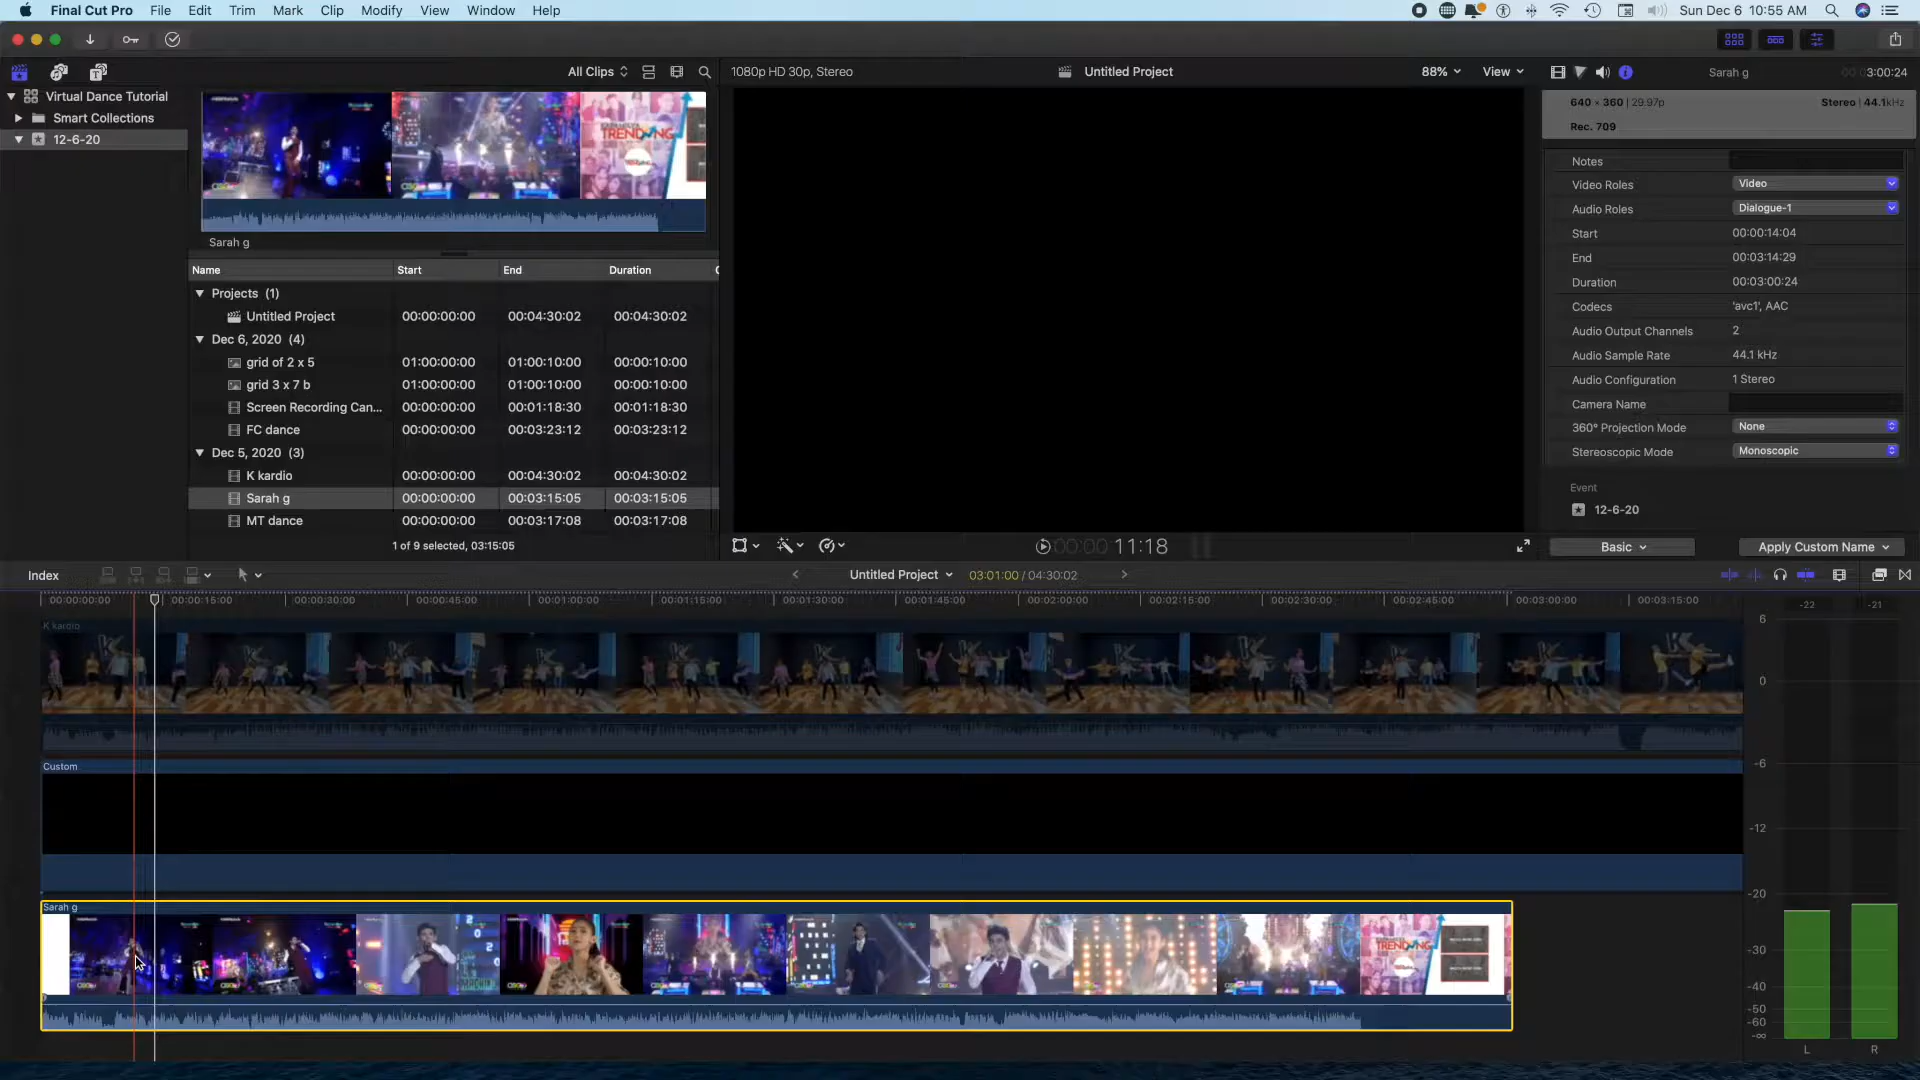 Final Cut Pro File Edit Trim Mark Clip Modify View Window Help
Sun Dec 6 10:55 AM
All Clips
1080p HD 30p, Stereo
Untitled Project
88%
View
Sarah g
3:00:24
Virtual Dance Tutorial
Smart Collections
12-6-20
TRENDING
Sarah g
Name Start End Duration
Projects (1)
Untitled Project 00:00:00:00 00:04:30:02 00:04:30:02
Dec 6, 2020 (4)
grid of 2 x 5 01:00:00:00 01:00:10:00 00:00:10:00
grid 3 x 7 b 01:00:00:00 01:00:10:00 00:00:10:00
Screen Recording Can... 00:00:00:00 00:01:18:30 00:01:18:30
FC dance 00:00:00:00 00:03:23:12 00:03:23:12
Dec 5, 2020 (3)
K kardio 00:00:00:00 00:04:30:02 00:04:30:02
Sarah g 00:00:00:00 00:03:15:05 00:03:15:05
MT dance 00:00:00:00 00:03:17:08 00:03:17:08
1 of 9 selected, 03:15:05
00:00:00 11:18
640 × 360 | 29.97p Stereo | 44.1kHz
Rec. 709
Notes
Video Roles Video
Audio Roles Dialogue-1
Start 00:00:14:04
End 00:03:14:29
Duration 00:03:00:24
Codecs 'avc1', AAC
Audio Output Channels 2
Audio Sample Rate 44.1 kHz
Audio Configuration 1 Stereo
Camera Name
360° Projection Mode None
Stereoscopic Mode Monoscopic
Event
12-6-20
Basic
Apply Custom Name
Index
Untitled Project
03:01:00 / 04:30:02
00:00:00:00 00:00:15:00 00:00:30:00 00:00:45:00 00:01:00:00 00:01:15:00 00:01:30:00 00:01:45:00 00:02:00:00 00:02:15:00 00:02:30:00 00:02:45:00 00:03:00:00 00:03:15:00
K kardio
Custom
Sarah g
TRENDING
-22 -21
6
0
-6
-12
-20
-30
-40
-50
-60
-∞
L R